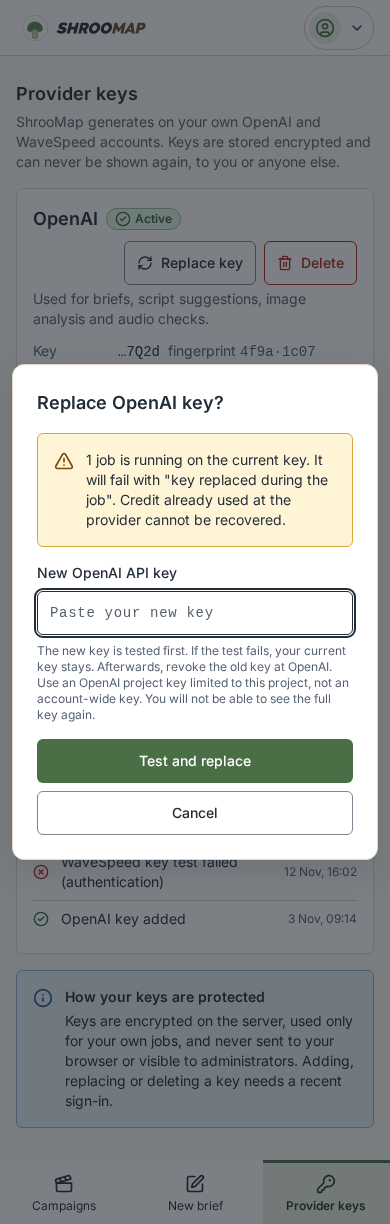 SHROOMAP
Provider keys
ShrooMap generates on your own OpenAI and
WaveSpeed accounts. Keys are stored encrypted and
can never be shown again, to you or anyone else.
OpenAI Active
Replace key Delete
Used for briefs, script suggestions, image
analysis and audio checks.
Key …7Q2d fingerprint 4f9a·1c07
Replace OpenAI key?
1 job is running on the current key. It
will fail with "key replaced during the
job". Credit already used at the
provider cannot be recovered.
New OpenAI API key
Paste your new key
The new key is tested first. If the test fails, your current
key stays. Afterwards, revoke the old key at OpenAI.
Use an OpenAI project key limited to this project, not an
account-wide key. You will not be able to see the full
key again.
Test and replace
Cancel
WaveSpeed key test failed
(authentication) 12 Nov, 16:02
OpenAI key added 3 Nov, 09:14
How your keys are protected
Keys are encrypted on the server, used only
for your own jobs, and never sent to your
browser or visible to administrators. Adding,
replacing or deleting a key needs a recent
sign-in.
Campaigns New brief Provider keys